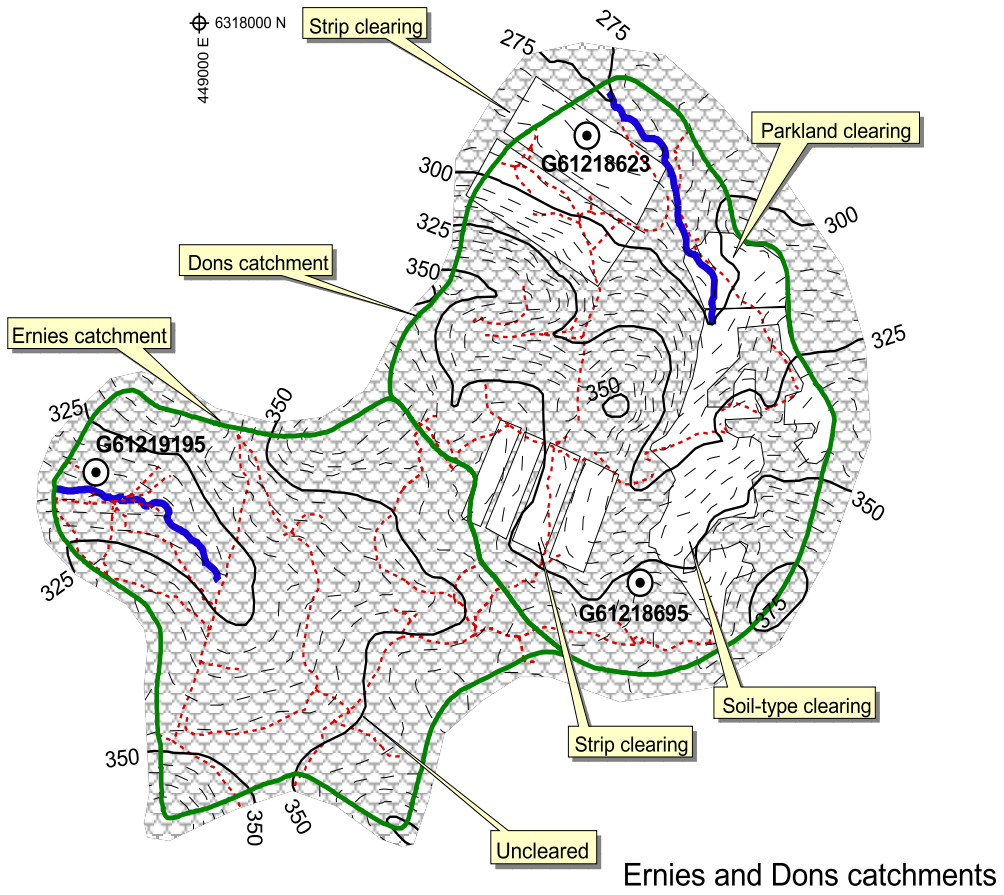 6318000 N
449000 E
Strip clearing
275
275
Parkland clearing
G61218623
300
300
325
350
Dons catchment
Ernies catchment
325
350
325
350
G61219195
350
325
G61218695
375
Soil-type clearing
Strip clearing
350
350
350
Uncleared
Ernies and Dons catchments